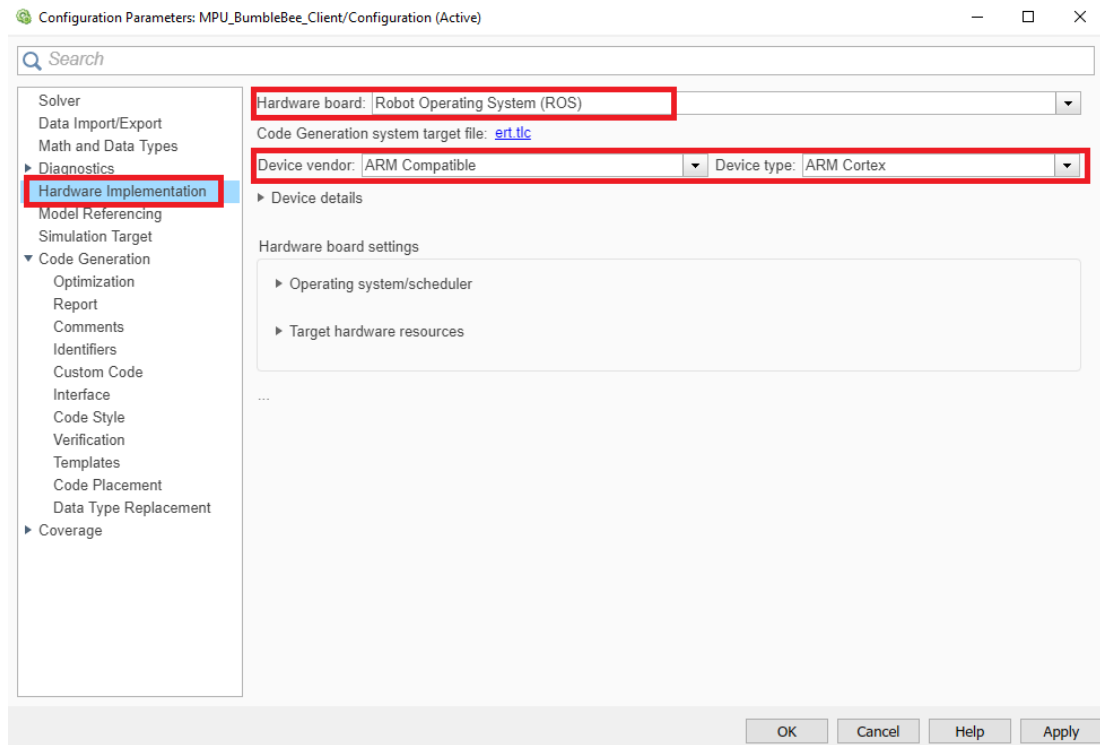 Configuration Parameters: MPU_BumbleBee_Client/Configuration (Active)
Search
Solver
Data Import/Export
Math and Data Types
Diagnostics
Hardware Implementation
Model Referencing
Simulation Target
Code Generation
Optimization
Report
Comments
Identifiers
Custom Code
Interface
Code Style
Verification
Templates
Code Placement
Data Type Replacement
Coverage
Hardware board: Robot Operating System (ROS)
Code Generation system target file: ert.tlc
Device vendor: ARM Compatible Device type: ARM Cortex
Device details
Hardware board settings
Operating system/scheduler
Target hardware resources
...
OK Cancel Help Apply